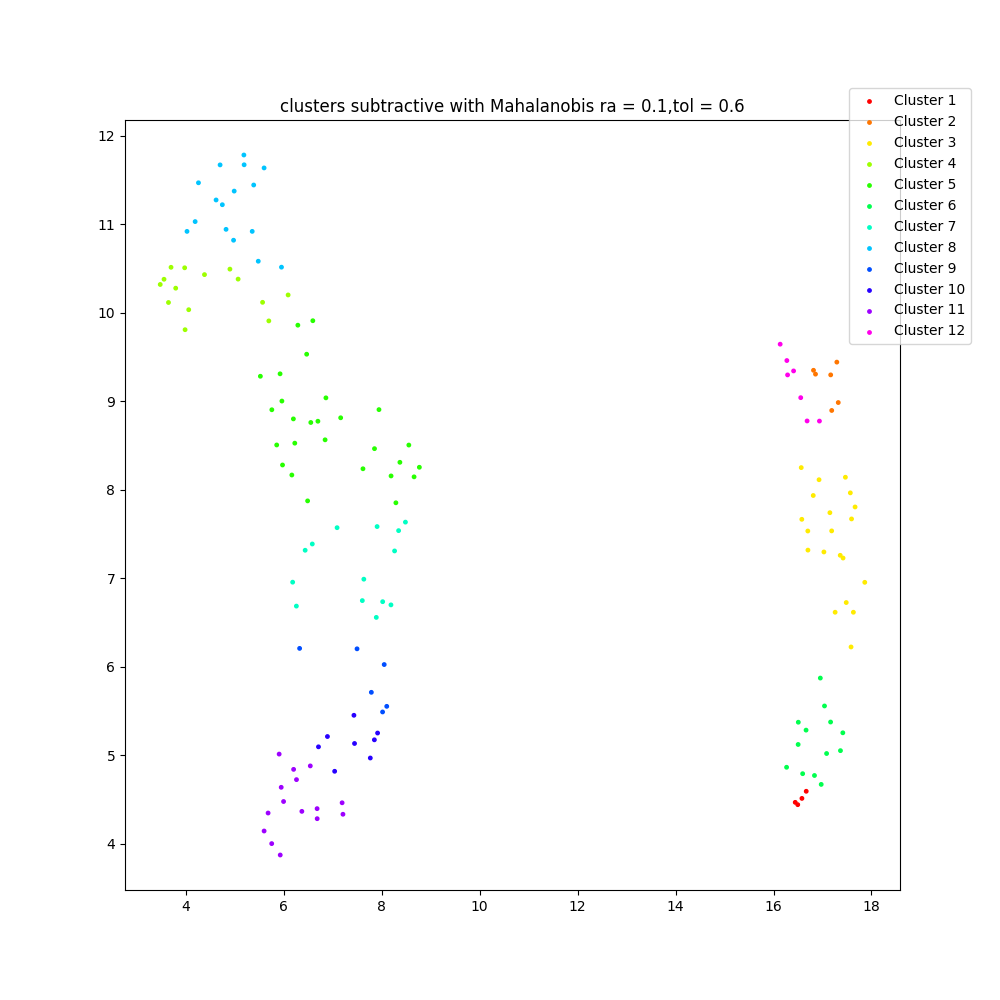 clusters subtractive with Mahalanobis ra = 0.1,tol = 0.6
Cluster 1
Cluster 2
Cluster 3
Cluster 4
Cluster 5
Cluster 6
Cluster 7
Cluster 8
Cluster 9
Cluster 10
Cluster 11
Cluster 12
12
11
10
9
8
7
6
5
4
4 6 8 10 12 14 16 18